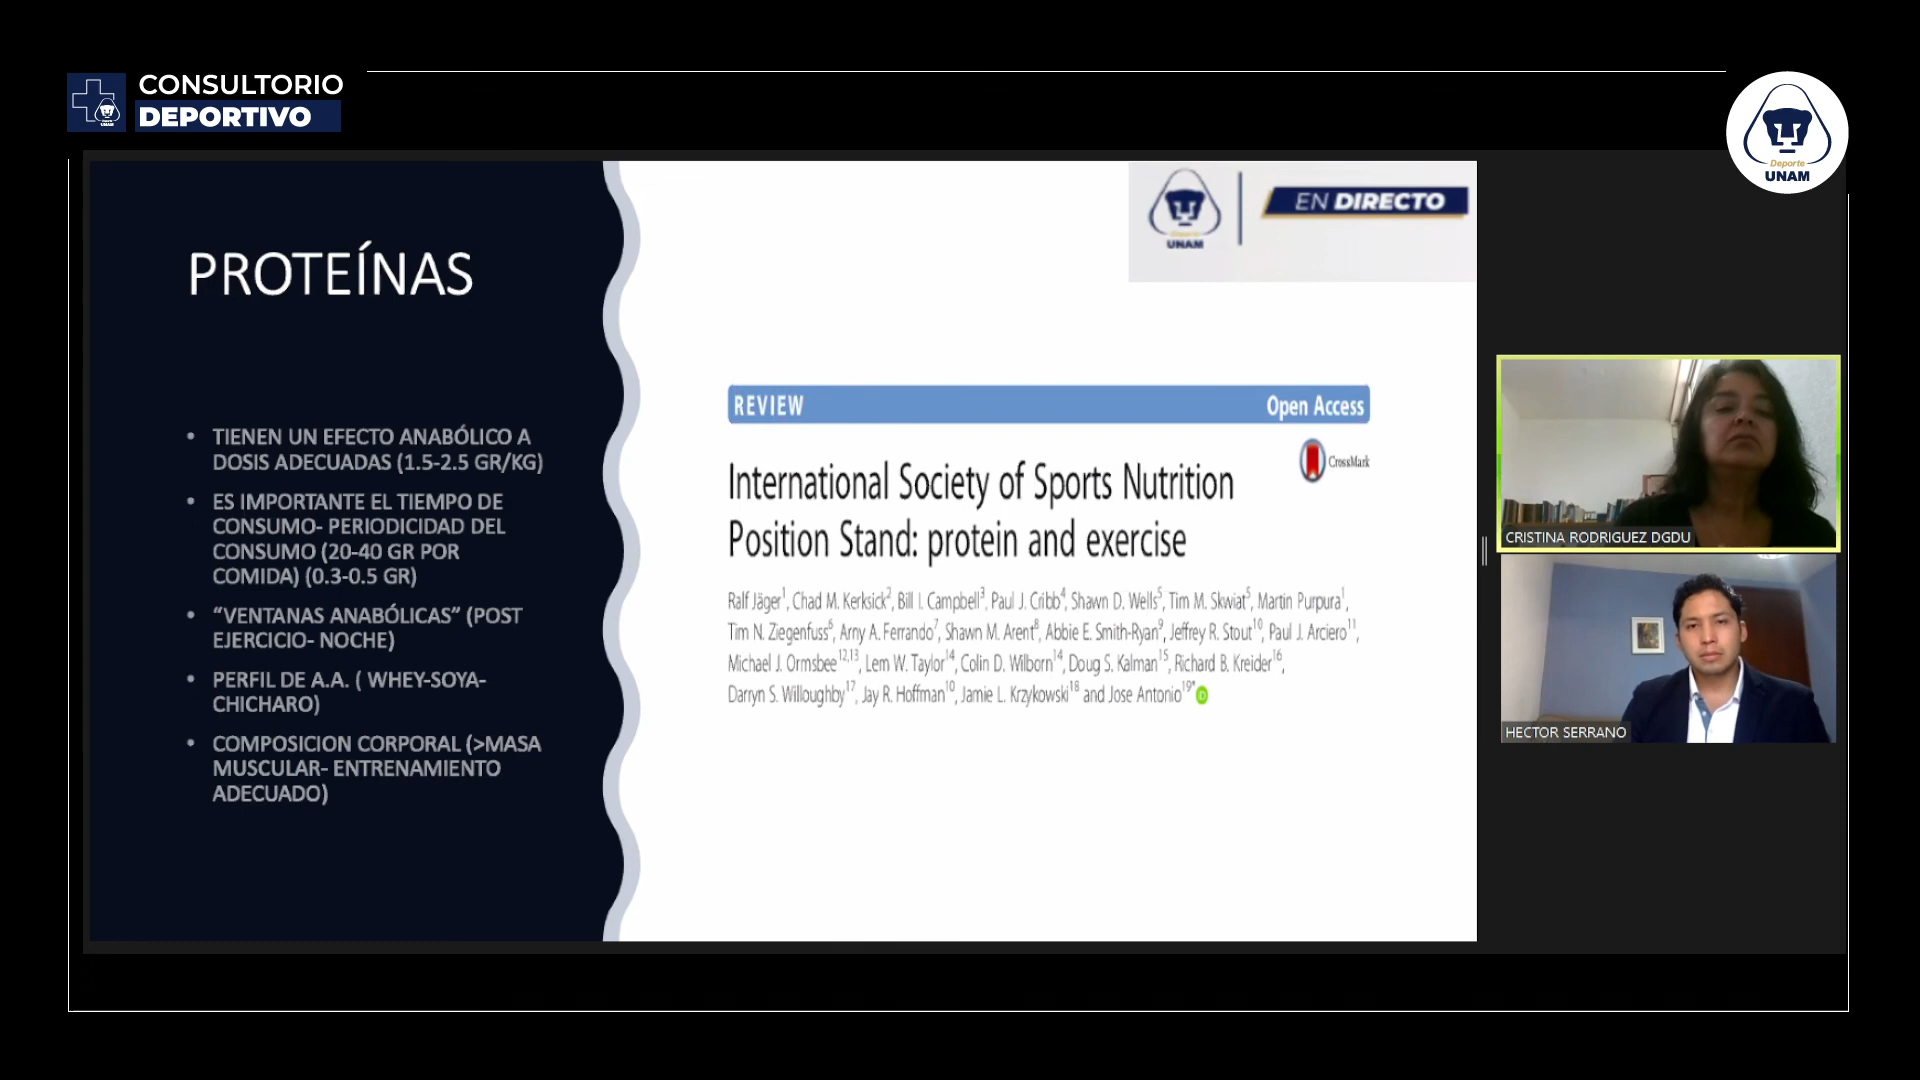 CONSULTORIO
DEPORTIVO
Deporte
UNAM
UNAM
EN DIRECTO
PROTEÍNAS
• TIENEN UN EFECTO ANABÓLICO A
DOSIS ADECUADAS (1.5-2.5 GR/KG)
• ES IMPORTANTE EL TIEMPO DE
CONSUMO- PERIODICIDAD DEL
CONSUMO (20-40 GR POR
COMIDA) (0.3-0.5 GR)
• “VENTANAS ANABÓLICAS” (POST
EJERCICIO- NOCHE)
• PERFIL DE A.A. ( WHEY-SOYA-
CHICHARO)
• COMPOSICION CORPORAL (>MASA
MUSCULAR- ENTRENAMIENTO
ADECUADO)
REVIEW Open Access
CrossMark
International Society of Sports Nutrition
Position Stand: protein and exercise
Ralf Jäger1, Chad M. Kerksick2, Bill I. Campbell3, Paul J. Cribb4, Shawn D. Wells5, Tim M. Skwiat5, Martin Purpura1,
Tim N. Ziegenfuss6, Arny A. Ferrando7, Shawn M. Arent8, Abbie E. Smith-Ryan9, Jeffrey R. Stout10, Paul J. Arciero11,
Michael J. Ormsbee12,13, Lem W. Taylor14, Colin D. Wilborn14, Doug S. Kalman15, Richard B. Kreider16,
Darryn S. Willoughby17, Jay R. Hoffman10, Jamie L. Krzykowski18 and Jose Antonio19*
CRISTINA RODRIGUEZ DGDU
HECTOR SERRANO